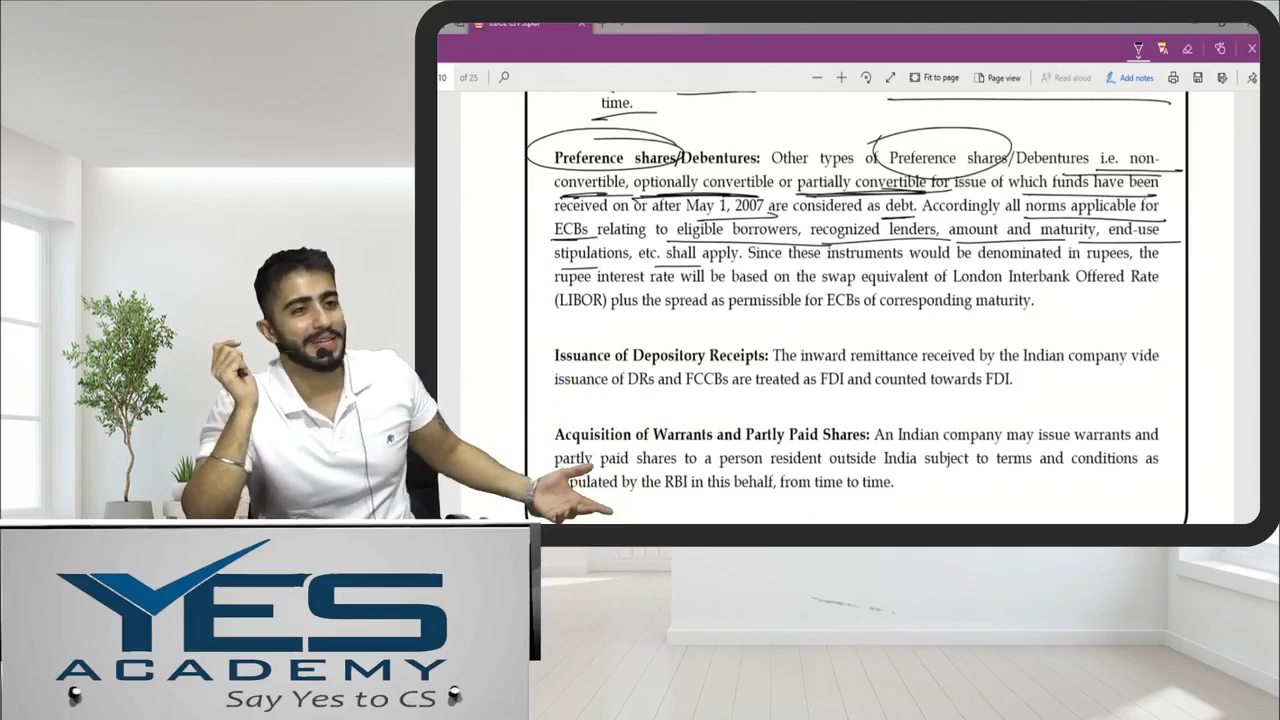 10 of 25
Fit to page
Page view
Read aloud
Add notes
time.
Preference shares/Debentures: Other types of Preference shares/Debentures i.e. non-
convertible, optionally convertible or partially convertible for issue of which funds have been
received on or after May 1, 2007 are considered as debt. Accordingly all norms applicable for
ECBs relating to eligible borrowers, recognized lenders, amount and maturity, end-use
stipulations, etc. shall apply. Since these instruments would be denominated in rupees, the
rupee interest rate will be based on the swap equivalent of London Interbank Offered Rate
(LIBOR) plus the spread as permissible for ECBs of corresponding maturity.
Issuance of Depository Receipts: The inward remittance received by the Indian company vide
issuance of DRs and FCCBs are treated as FDI and counted towards FDI.
Acquisition of Warrants and Partly Paid Shares: An Indian company may issue warrants and
partly paid shares to a person resident outside India subject to terms and conditions as
by the RBI in this behalf, from time to time.
YES
ACADEMY
Say Yes to CS